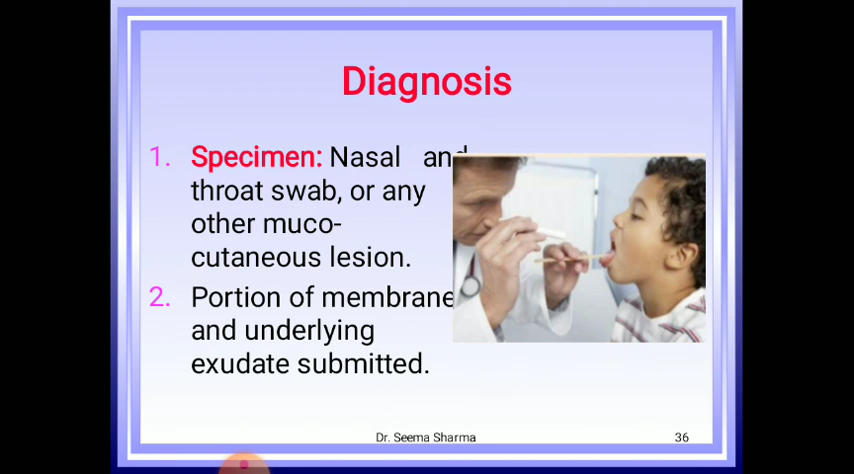 Diagnosis
1. Specimen: Nasal and
throat swab, or any
other muco-
cutaneous lesion.
2. Portion of membrane
and underlying
exudate submitted.
Dr. Seema Sharma
36